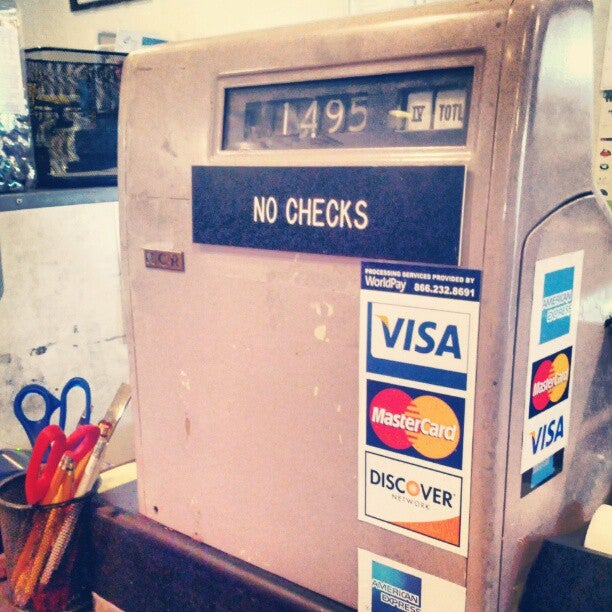 1495 IV TOTL
NO CHECKS
NCR
PROCESSING SERVICES PROVIDED BY
WorldPay 866.232.8691
VISA
MasterCard
DISCOVER
NETWORK
AMERICAN
EXPRESS
AMERICAN
EXPRESS
MasterCard
VISA